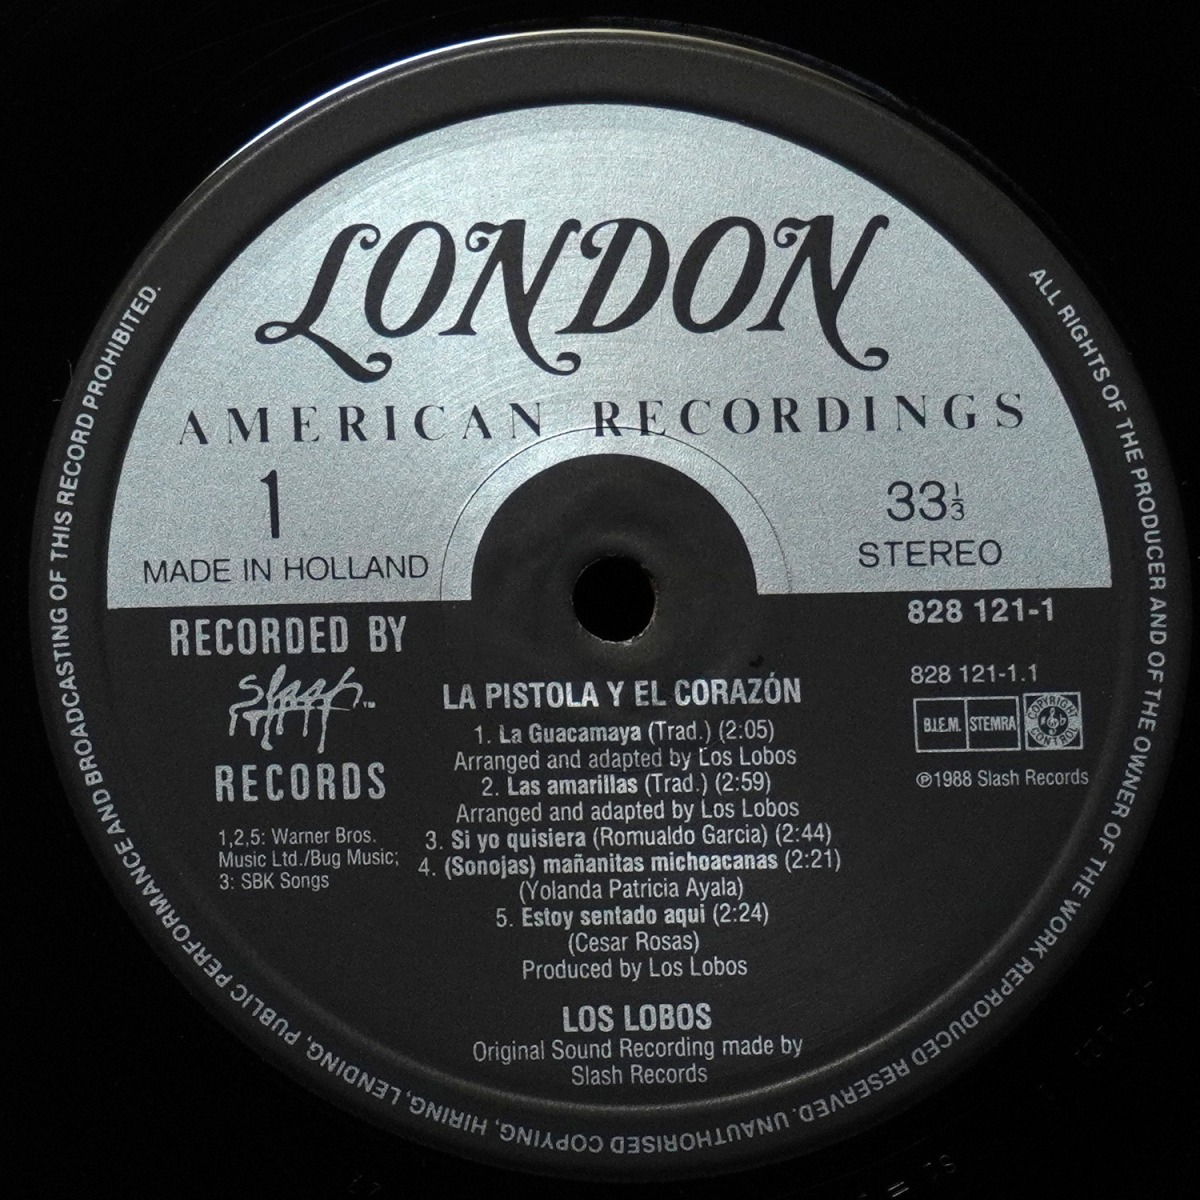 LONDON
AMERICAN RECORDINGS
1
MADE IN HOLLAND
33 1/3
STEREO
RECORDED BY
Slash™
RECORDS
828 121-1
828 121-1.1
B.I.E.M. STEMRA COPYRIGHT CONTROL
℗1988 Slash Records
1,2,5: Warner Bros.
Music Ltd./Bug Music;
3: SBK Songs
LA PISTOLA Y EL CORAZÓN
1. La Guacamaya (Trad.) (2:05)
Arranged and adapted by Los Lobos
2. Las amarillas (Trad.) (2:59)
Arranged and adapted by Los Lobos
3. Si yo quisiera (Romualdo Garcia) (2:44)
4. (Sonojas) mañanitas michoacanas (2:21)
(Yolanda Patricia Ayala)
5. Estoy sentado aqui (2:24)
(Cesar Rosas)
Produced by Los Lobos
LOS LOBOS
Original Sound Recording made by
Slash Records
ALL RIGHTS OF THE PRODUCER AND OF THE OWNER OF THE WORK REPRODUCED RESERVED. UNAUTHORISED COPYING, HIRING, LENDING, PUBLIC PERFORMANCE AND BROADCASTING OF THIS RECORD PROHIBITED.